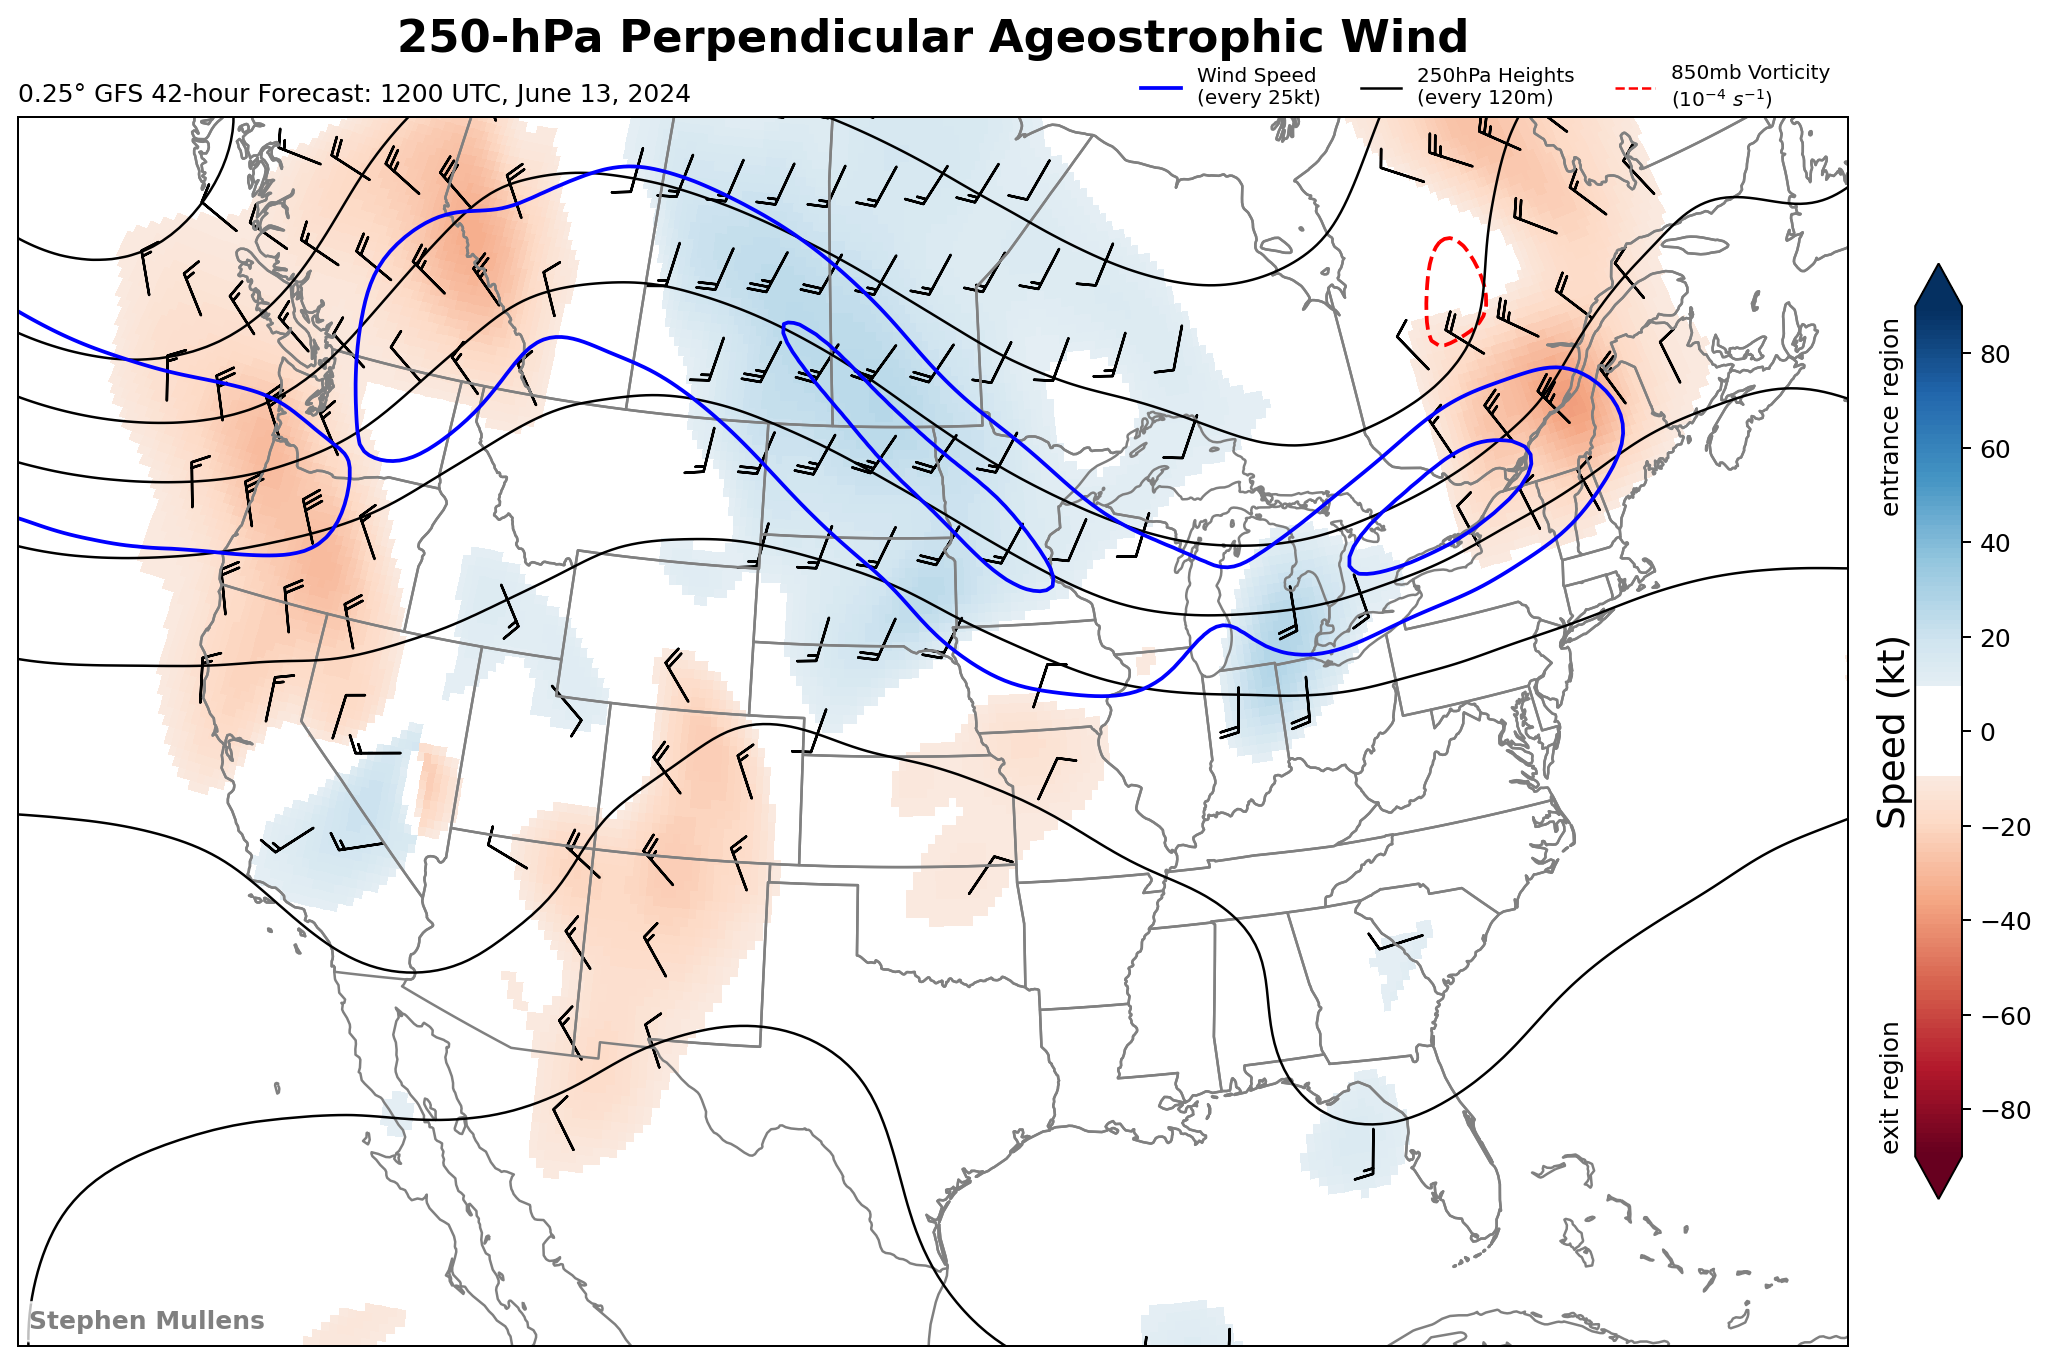 250-hPa Perpendicular Ageostrophic Wind
0.25° GFS 42-hour Forecast: 1200 UTC, June 13, 2024
Wind Speed
(every 25kt)
250hPa Heights
(every 120m)
850mb Vorticity
(10⁻⁴ s⁻¹)
entrance region
Speed (kt)
exit region
80
60
40
20
0
−20
−40
−60
−80
Stephen Mullens